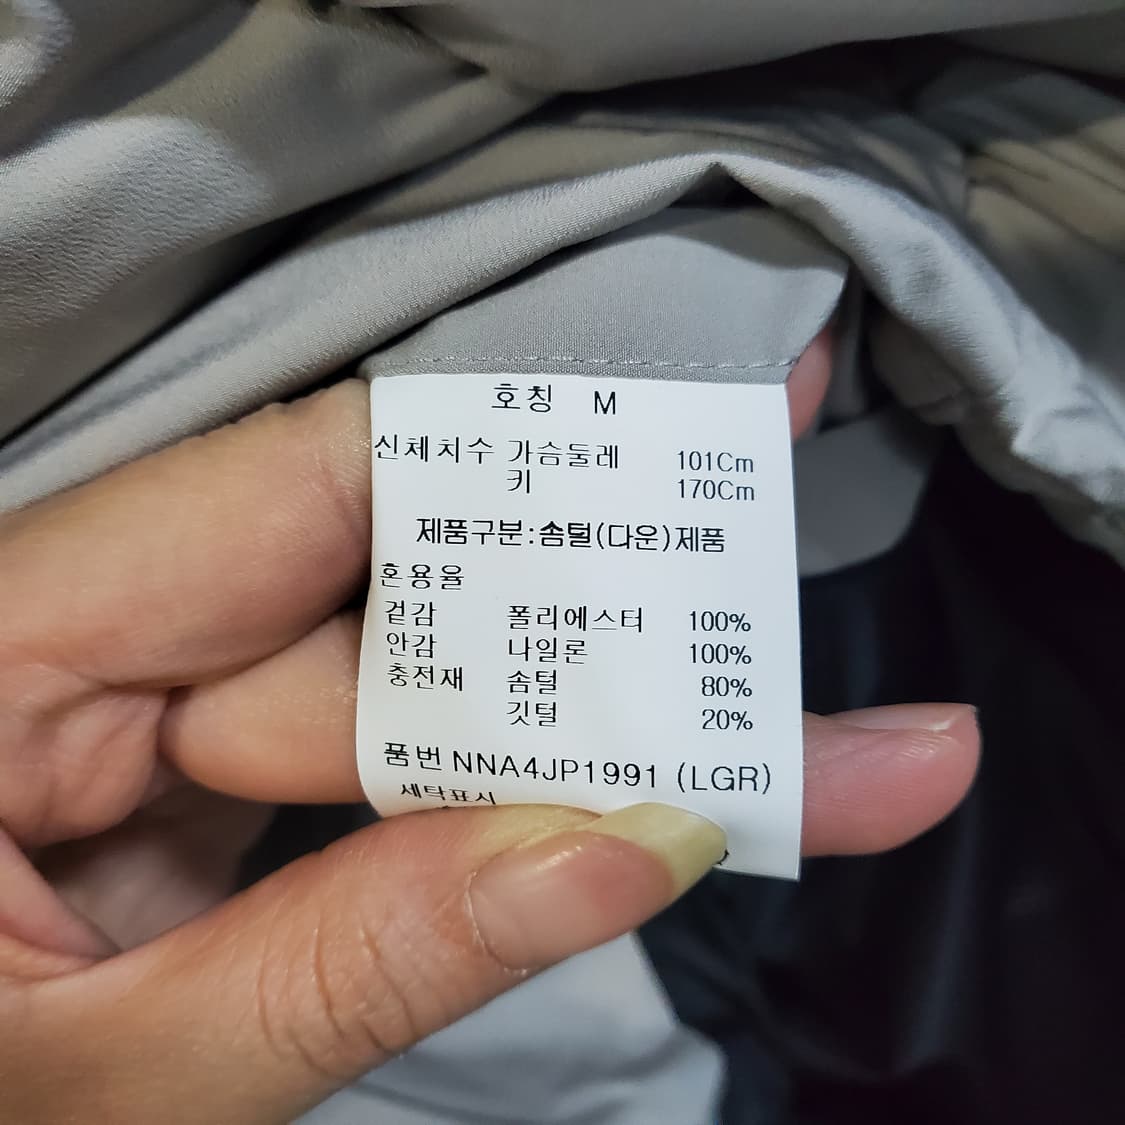 호칭 M
신체치수 가슴둘레 101Cm
키 170Cm
제품구분:솜털(다운)제품
혼용율
겉감 폴리에스터 100%
안감 나일론 100%
충전재 솜털 80%
깃털 20%
품번 NNA4JP1991 (LGR)
세탁표시